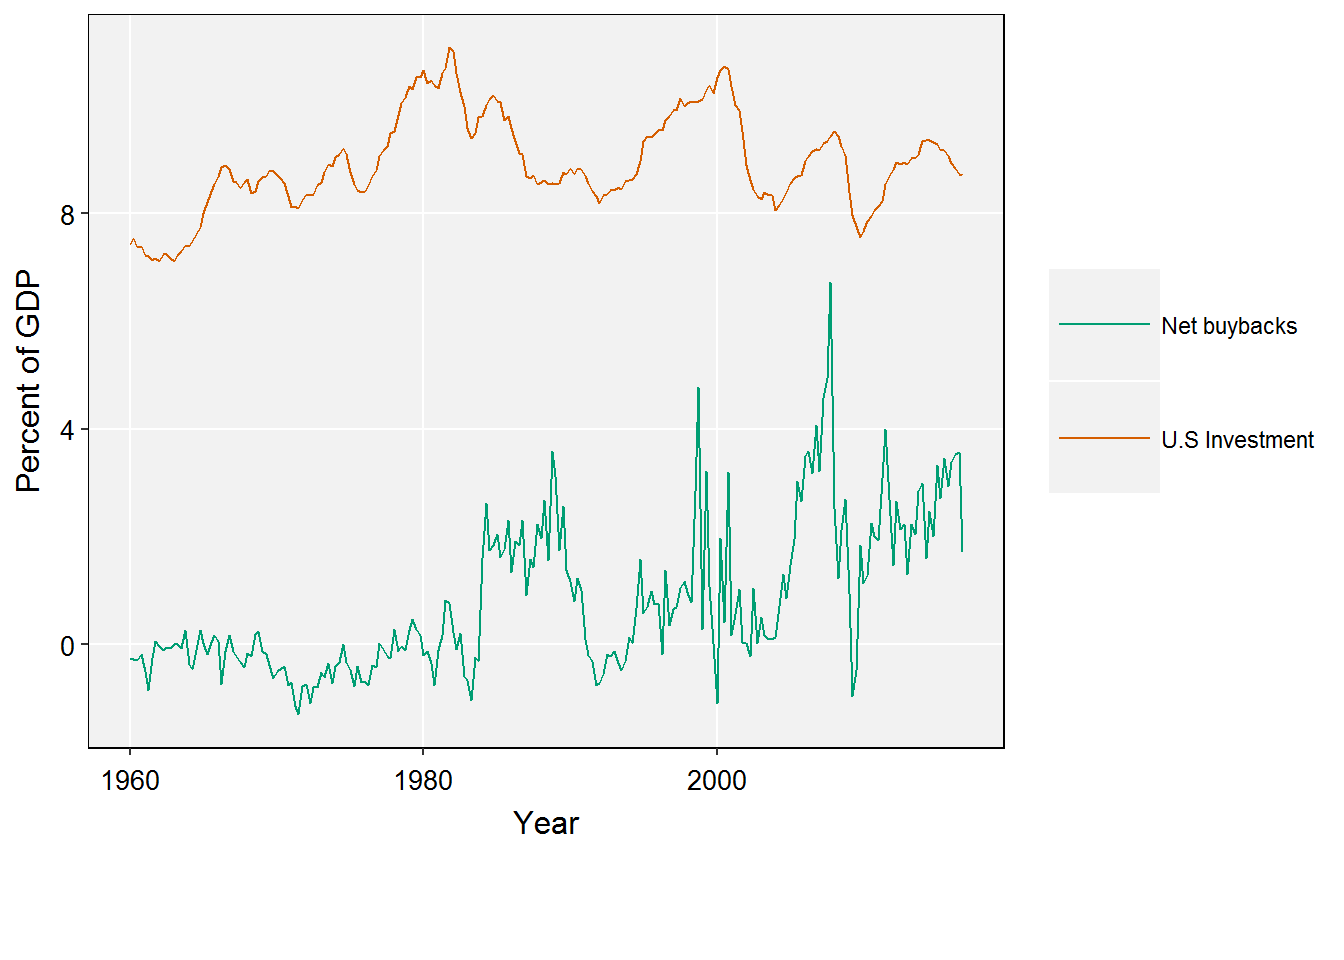 Percent of GDP
8
4
0
1960
1980
2000
Year
Net buybacks
U.S Investment